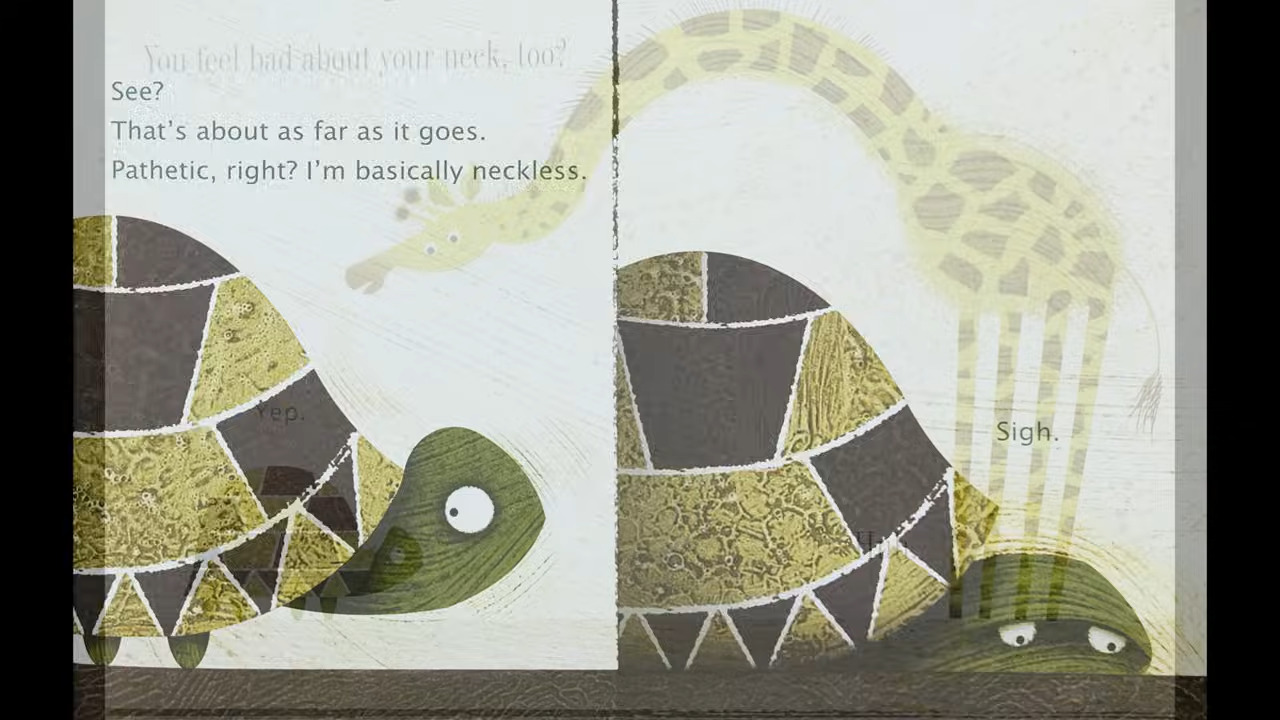 You feel bad about your neck, too?
See?
That's about as far as it goes.
Pathetic, right? I'm basically neckless.
Yep.
Sigh.